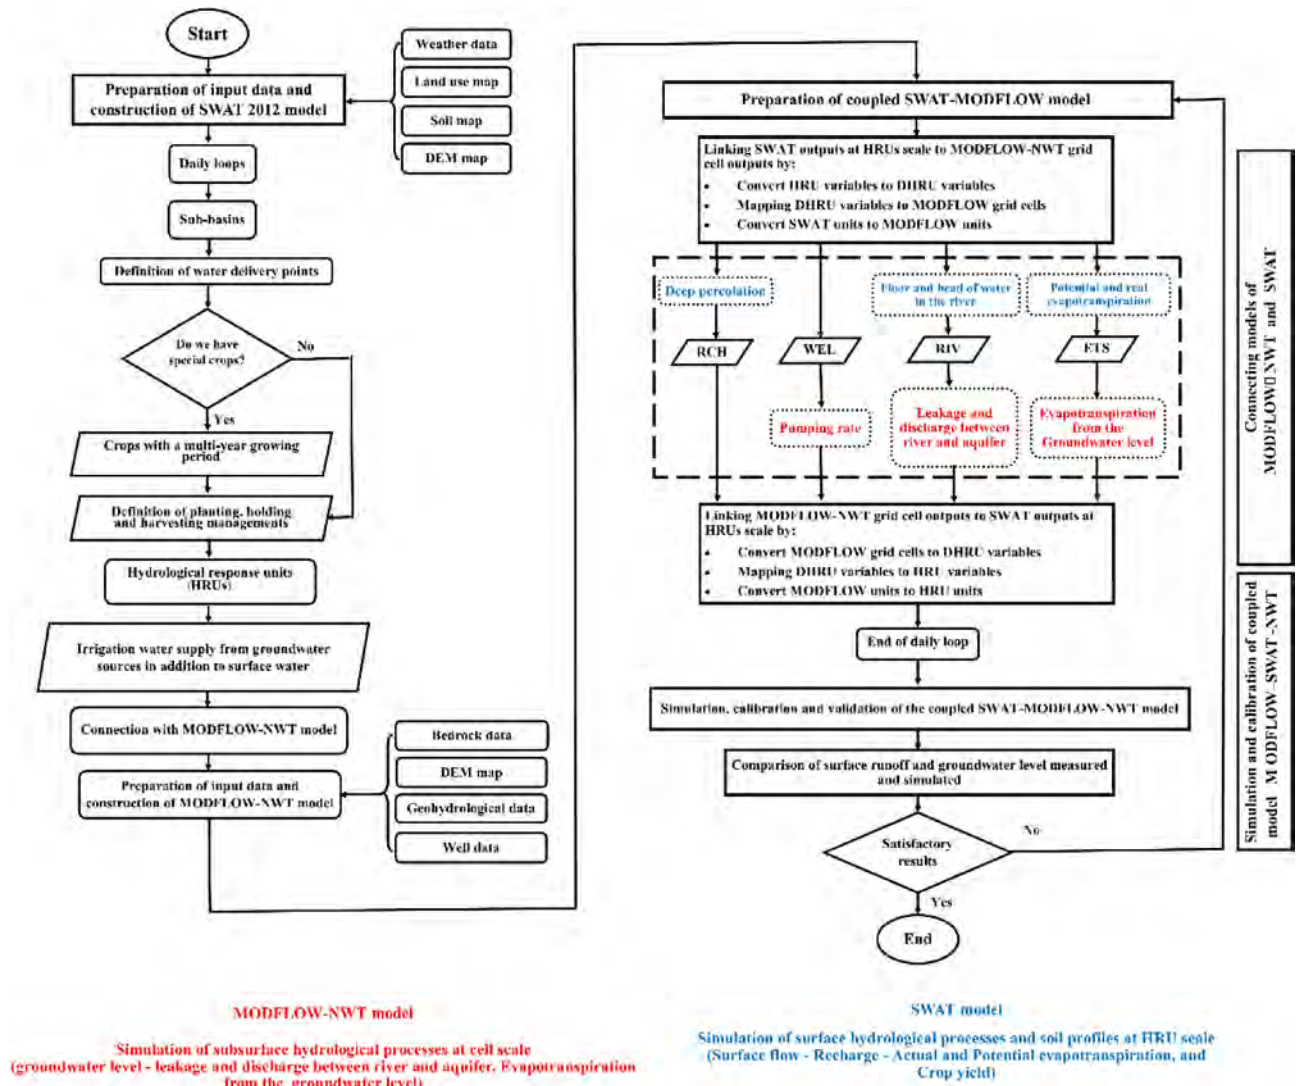 Start
Preparation of input data and
construction of SWAT 2012 model
Weather data
Land use map
Soil map
DEM map
Daily loops
Sub-basins
Definition of water delivery points
Do we have
special crops?
No
Yes
Crops with a multi-year growing
period
Definition of planting, holding
and harvesting managements
Hydrological response units
(HRUs)
Irrigation water supply from groundwater
sources in addition to surface water
Connection with MODFLOW-NWT model
Preparation of input data and
construction of MODFLOW-NWT model
Bedrock data
DEM map
Geohydrological data
Well data
Preparation of coupled SWAT-MODFLOW model
Linking SWAT outputs at HRUs scale to MODFLOW-NWT grid
cell outputs by:
• Convert HRU variables to DHRU variables
• Mapping DHRU variables to MODFLOW grid cells
• Convert SWAT units to MODFLOW units
Deep percolation
Floor and head of water
in the river
Potential and real
evapotranspiration
RCH
WEL
RIV
ETS
Pumping rate
Leakage and
discharge between
river and aquifer
Evapotranspiration
from the
Groundwater level
Linking MODFLOW-NWT grid cell outputs to SWAT outputs at
HRUs scale by:
• Convert MODFLOW grid cells to DHRU variables
• Mapping DHRU variables to HRU variables
• Convert MODFLOW units to HRU units
End of daily loop
Simulation, calibration and validation of the coupled SWAT-MODFLOW-NWT model
Comparison of surface runoff and groundwater level measured
and simulated
Satisfactory
results
No
Yes
End
Connecting models of
MODFLOW▯NWT and SWAT
Simulation and calibration of coupled
model M ODFLOW-SWAT-NWT
MODFLOW-NWT model
Simulation of subsurface hydrological processes at cell scale
(groundwater level - leakage and discharge between river and aquifer, Evapotranspiration
from the groundwater level)
SWAT model
Simulation of surface hydrological processes and soil profiles at HRU scale
(Surface flow - Recharge - Actual and Potential evapotranspiration, and
Crop yield)